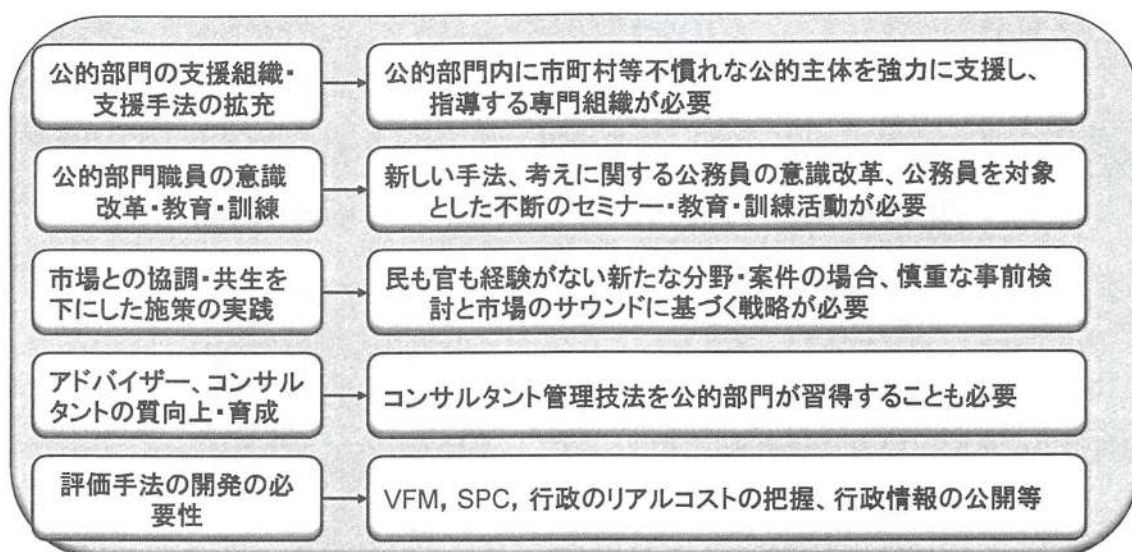 公的部門の支援組織・
支援手法の拡充
公的部門内に市町村等不慣れな公的主体を強力に支援し、
指導する専門組織が必要
公的部門職員の意識
改革・教育・訓練
新しい手法、考えに関する公務員の意識改革、公務員を対象
とした不断のセミナー・教育・訓練活動が必要
市場との協調・共生を
下にした施策の実践
民も官も経験がない新たな分野・案件の場合、慎重な事前検
討と市場のサウンドに基づく戦略が必要
アドバイザー、コンサル
タントの質向上・育成
コンサルタント管理技法を公的部門が習得することも必要
評価手法の開発の必
要性
VFM, SPC, 行政のリアルコストの把握、行政情報の公開等